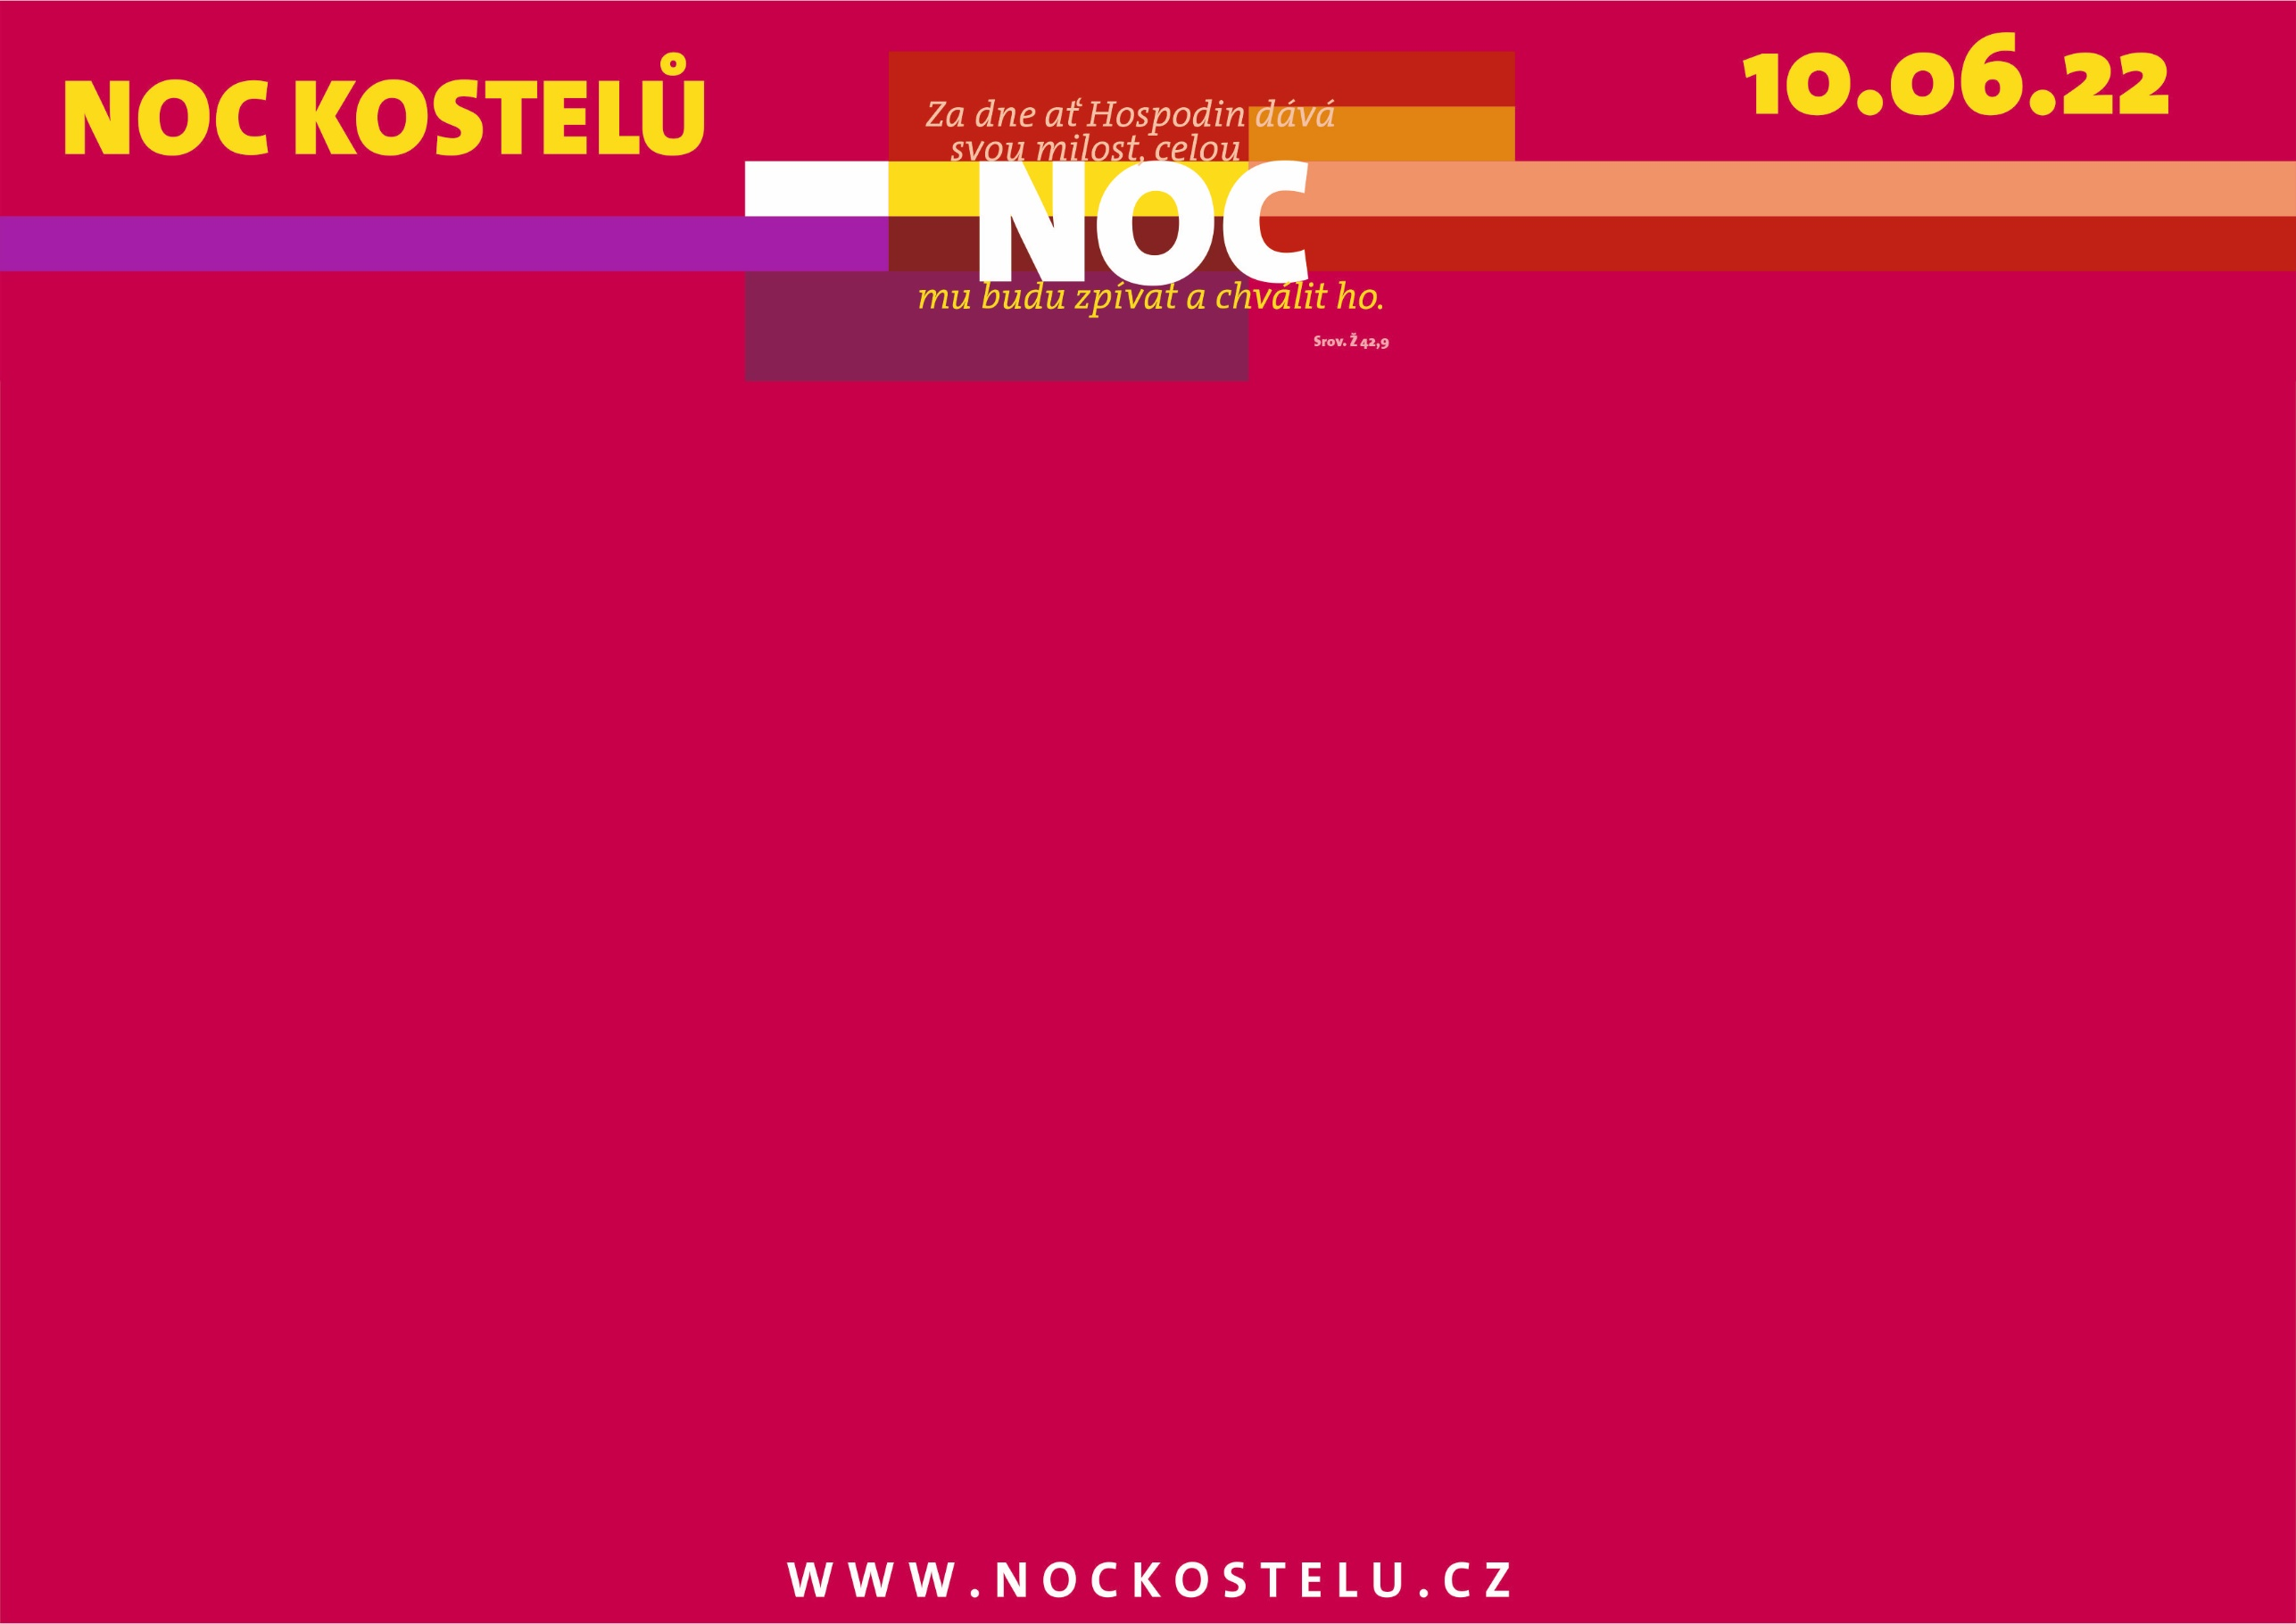 NOC KOSTELŮ
10.06.22
Za dne ať Hospodin dává
svou milost, celou
NOC
mu budu zpívat a chválit ho.
Srov. Ž 42,9
WWW.NOCKOSTELU.CZ